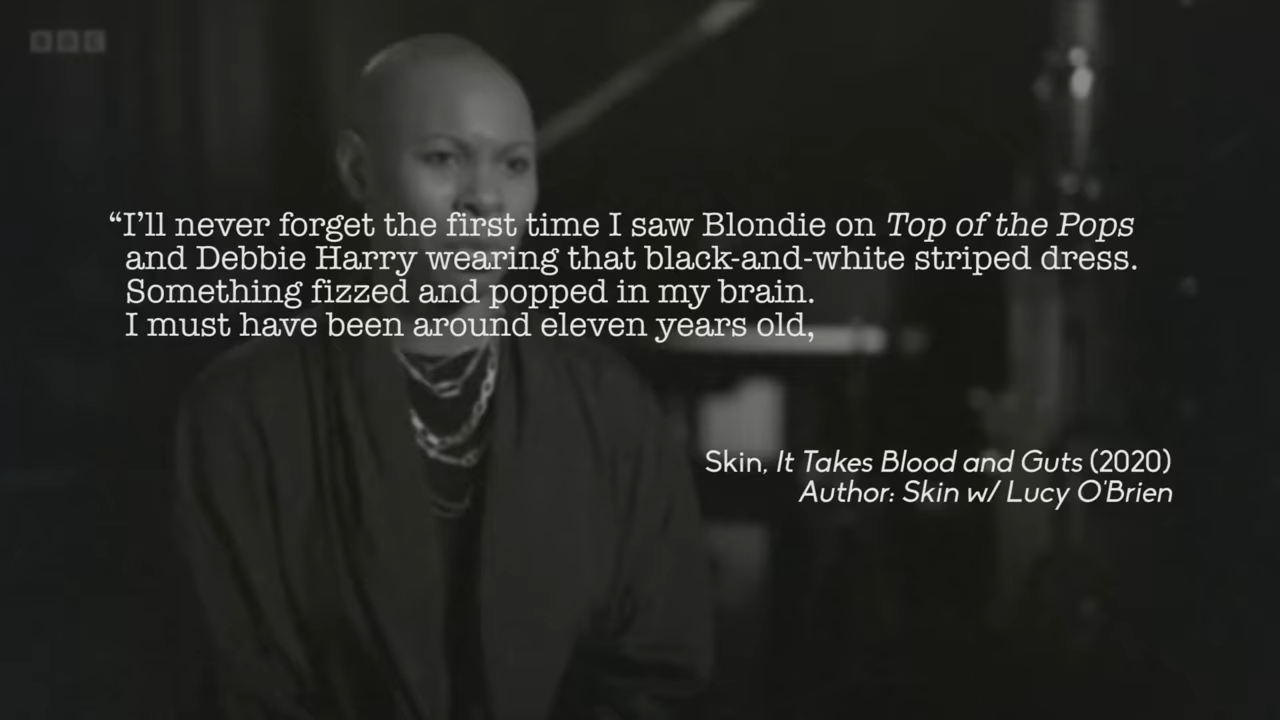 BBC
“I’ll never forget the first time I saw Blondie on Top of the Pops
and Debbie Harry wearing that black-and-white striped dress.
Something fizzed and popped in my brain.
I must have been around eleven years old,
Skin, It Takes Blood and Guts (2020)
Author: Skin w/ Lucy O'Brien